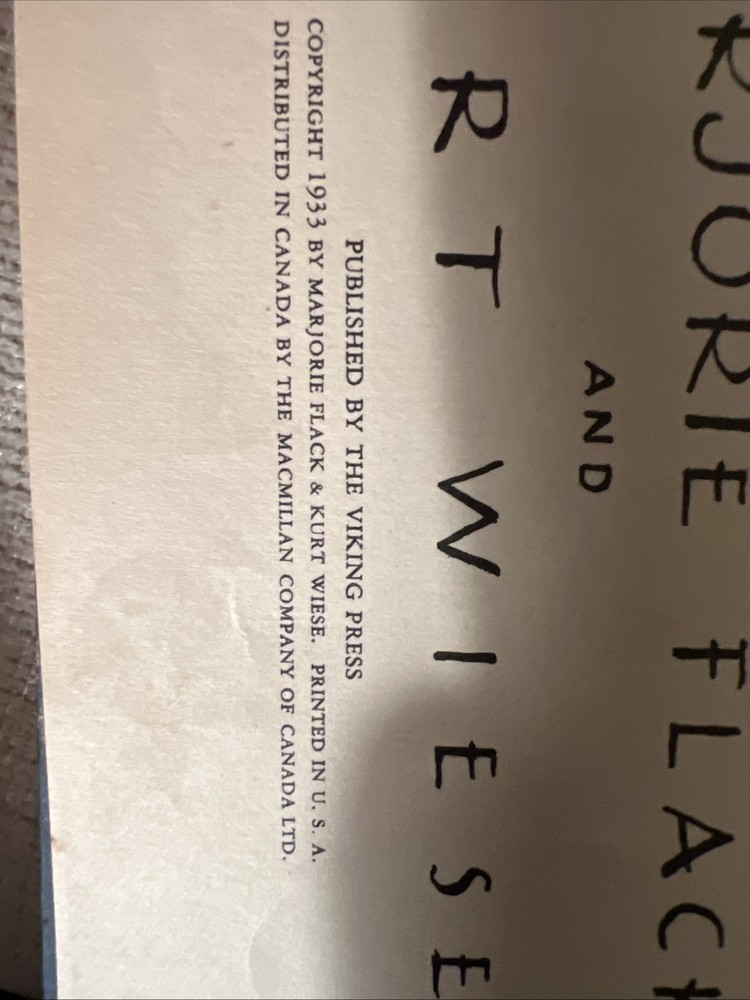 RJORIE FLAC
AND
RT WIESE
PUBLISHED BY THE VIKING PRESS
COPYRIGHT 1933 BY MARJORIE FLACK & KURT WIESE. PRINTED IN U. S. A.
DISTRIBUTED IN CANADA BY THE MACMILLAN COMPANY OF CANADA LTD.